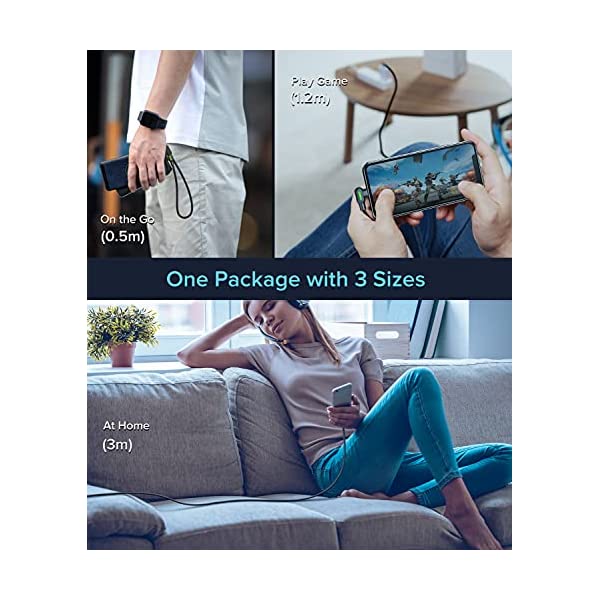 Play Game
(1.2m)
On the Go
(0.5m)
One Package with 3 Sizes
At Home
(3m)